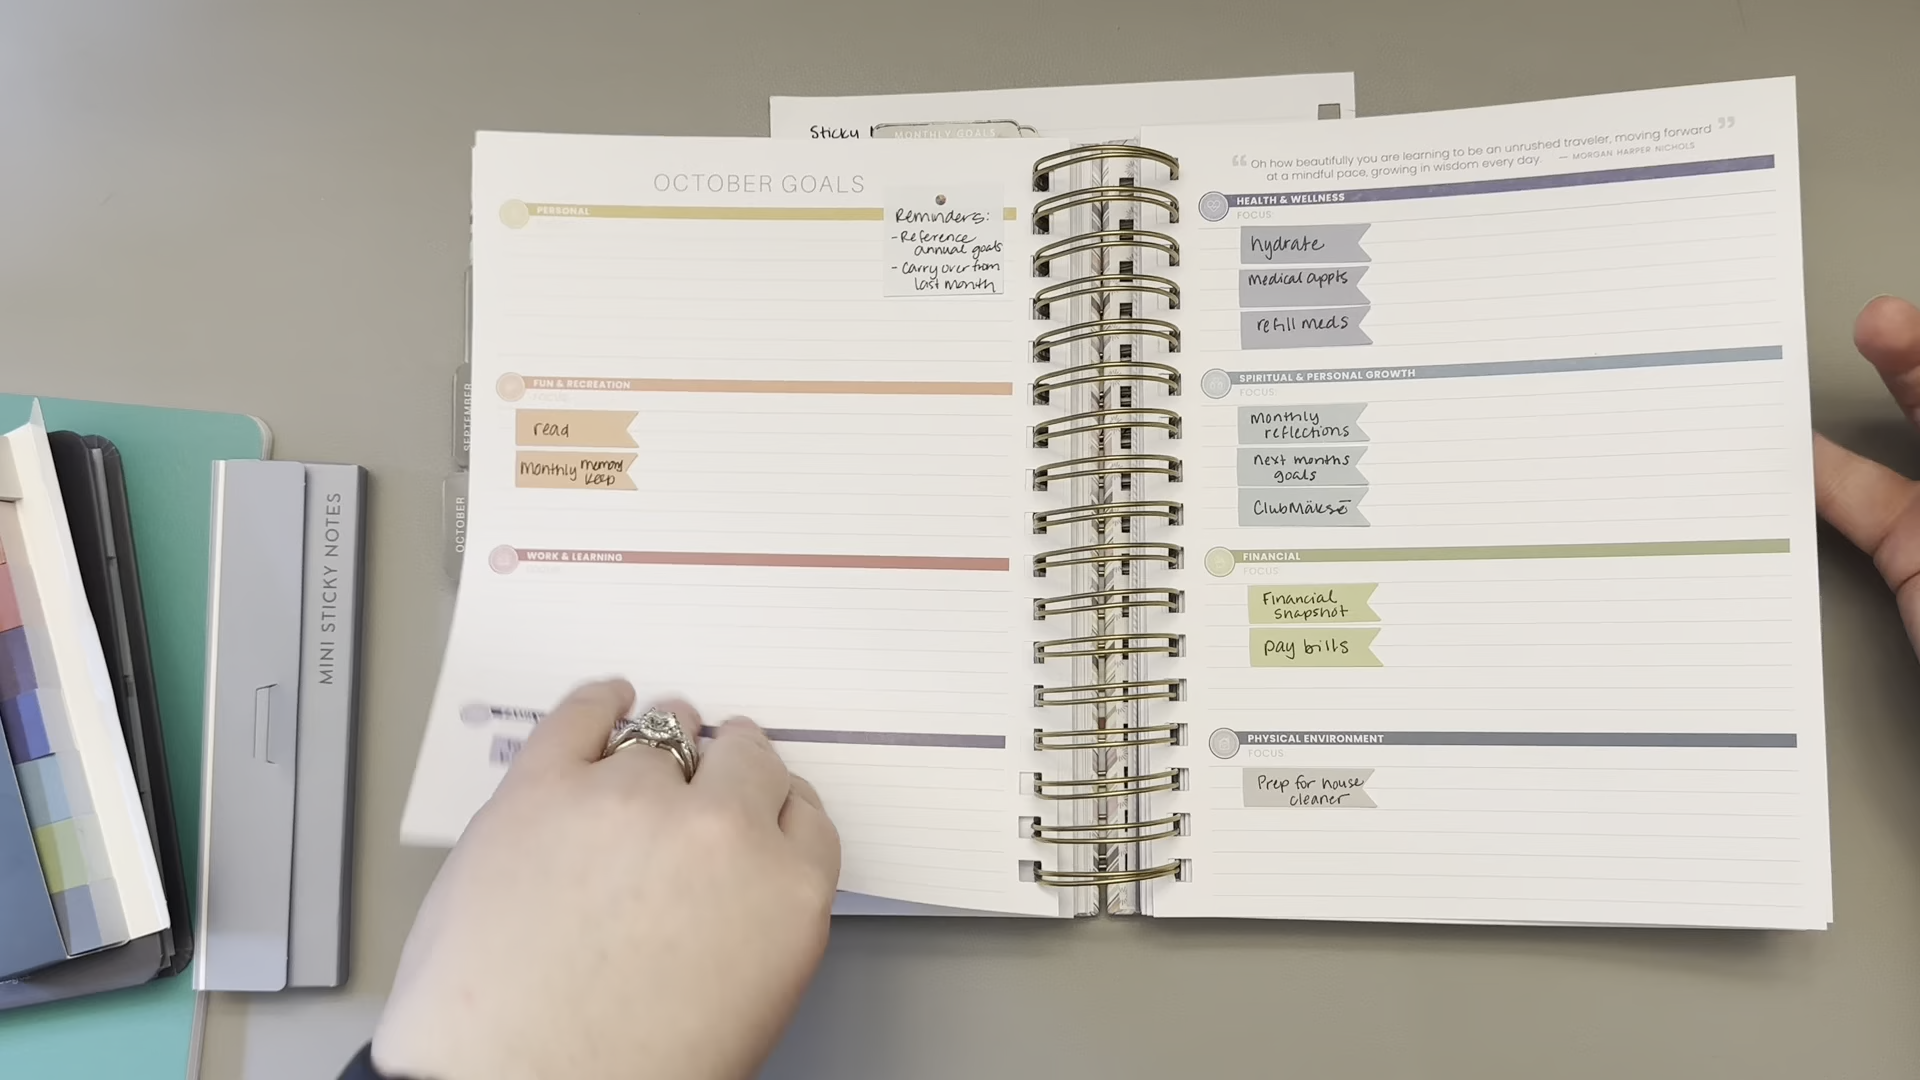 Sticky
MONTHLY GOALS
OCTOBER GOALS
PERSONAL
Reminders:
- Reference
annual goals
- Carry over from
last month
FUN & RECREATION
FOCUS:
read
Monthly memory
keep
WORK & LEARNING
SEPTEMBER
OCTOBER
MINI STICKY NOTES
“ Oh how beautifully you are learning to be an unrushed traveler, moving forward ”
at a mindful pace, growing in wisdom every day. — MORGAN HARPER NICHOLS
HEALTH & WELLNESS
FOCUS:
hydrate
Medical appts
refill meds
SPIRITUAL & PERSONAL GROWTH
FOCUS:
Monthly
reflections
next months
goals
ClubMäksē
FINANCIAL
FOCUS:
Financial
snapshot
pay bills
PHYSICAL ENVIRONMENT
FOCUS:
Prep for house
cleaner